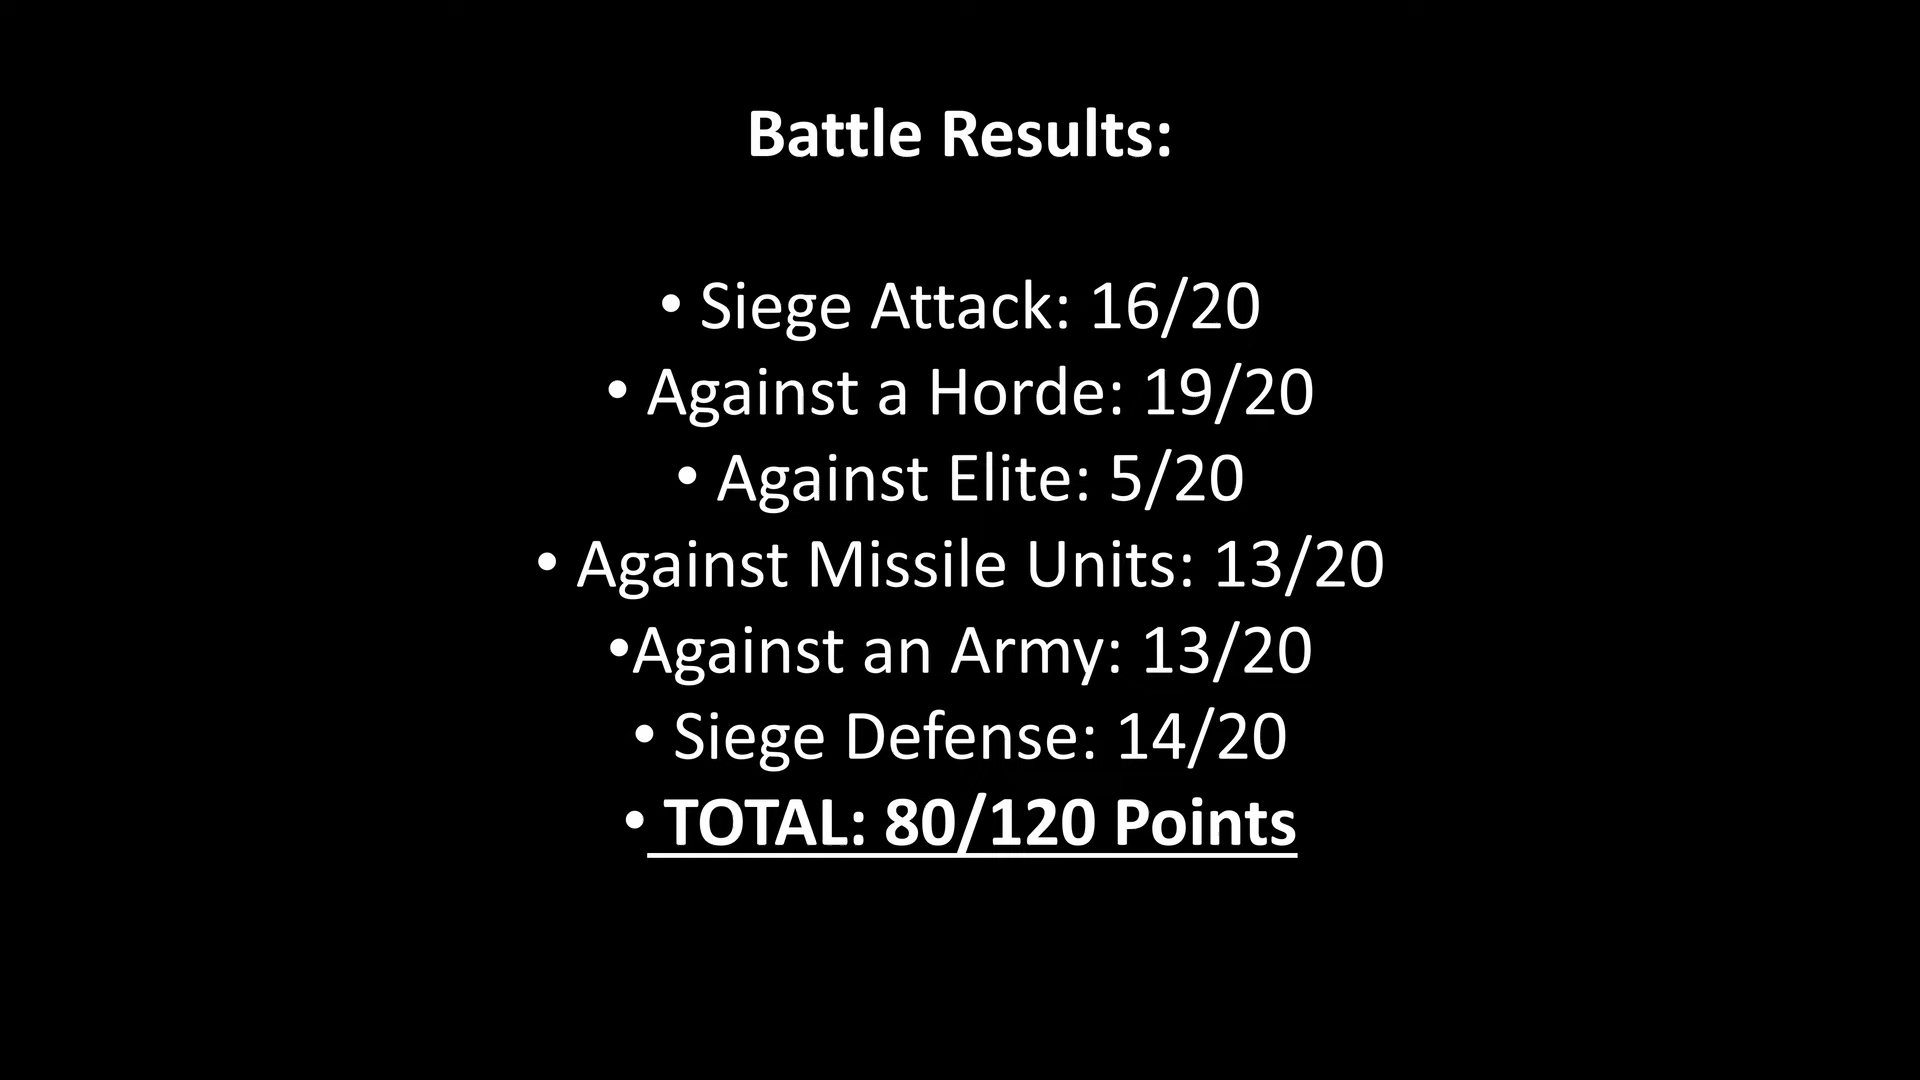 Battle Results:
• Siege Attack: 16/20
• Against a Horde: 19/20
• Against Elite: 5/20
• Against Missile Units: 13/20
•Against an Army: 13/20
• Siege Defense: 14/20
• TOTAL: 80/120 Points